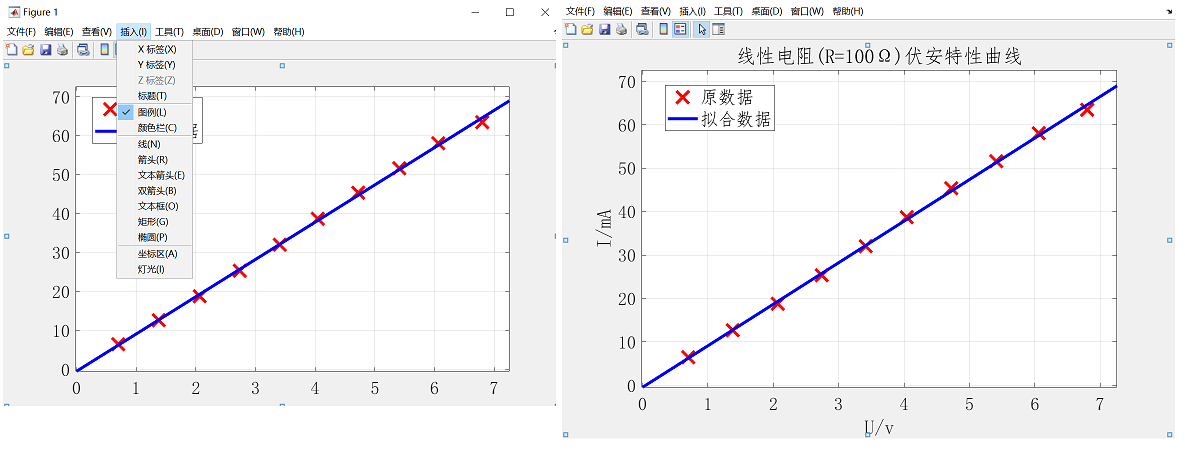 Figure 1
文件(F) 编辑(E) 查看(V) 插入(I) 工具(T) 桌面(D) 窗口(W) 帮助(H)
X 标签(X)
Y 标签(Y)
Z 标签(Z)
标题(T)
图例(L)
颜色栏(C)
线(N)
箭头(R)
文本箭头(E)
双箭头(B)
文本框(O)
矩形(G)
椭圆(P)
坐标区(A)
灯光(I)
70
60
50
40
30
20
10
0
0 1 2 3 4 5 6 7
文件(F) 编辑(E) 查看(V) 插入(I) 工具(T) 桌面(D) 窗口(W) 帮助(H)
线性电阻(R=100Ω)伏安特性曲线
原数据
拟合数据
I/mA
70
60
50
40
30
20
10
0
0 1 2 3 4 5 6 7
U/v